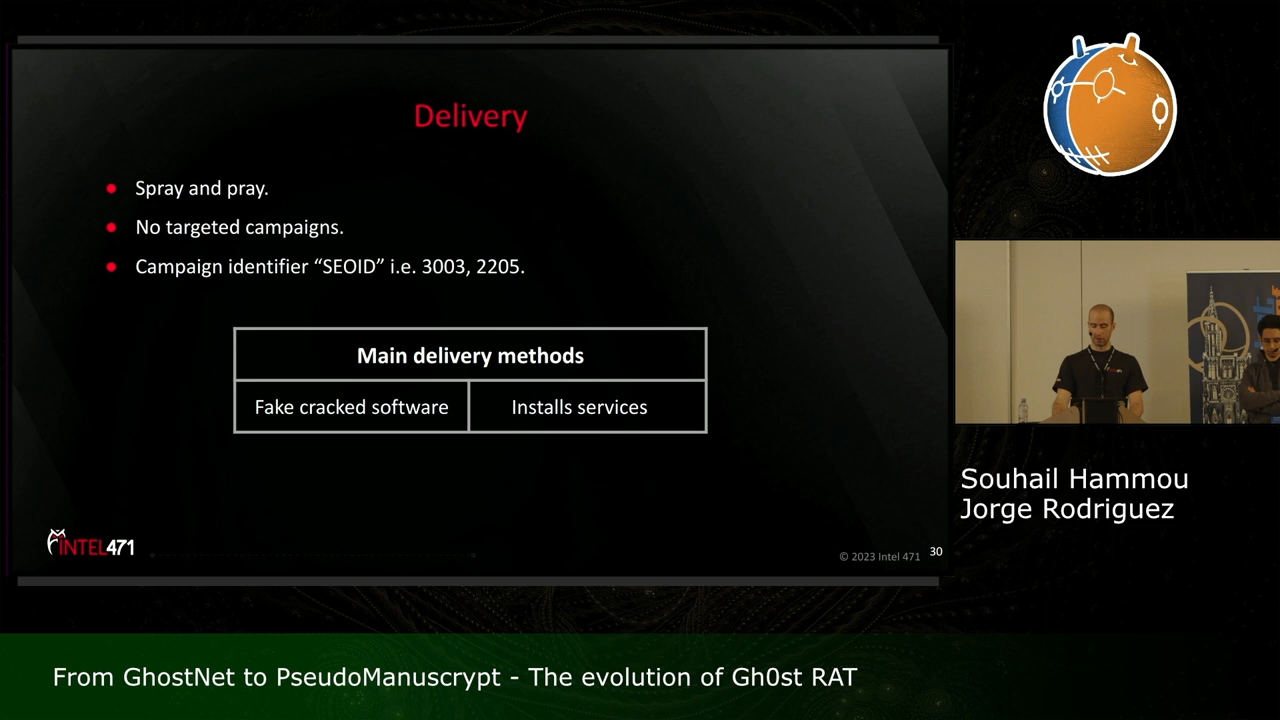 Delivery
Spray and pray.
No targeted campaigns.
Campaign identifier “SEOID” i.e. 3003, 2205.
Main delivery methods
Fake cracked software
Installs services
INTEL471
© 2023 Intel 471
30
Souhail Hammou
Jorge Rodriguez
From GhostNet to PseudoManuscrypt - The evolution of Gh0st RAT